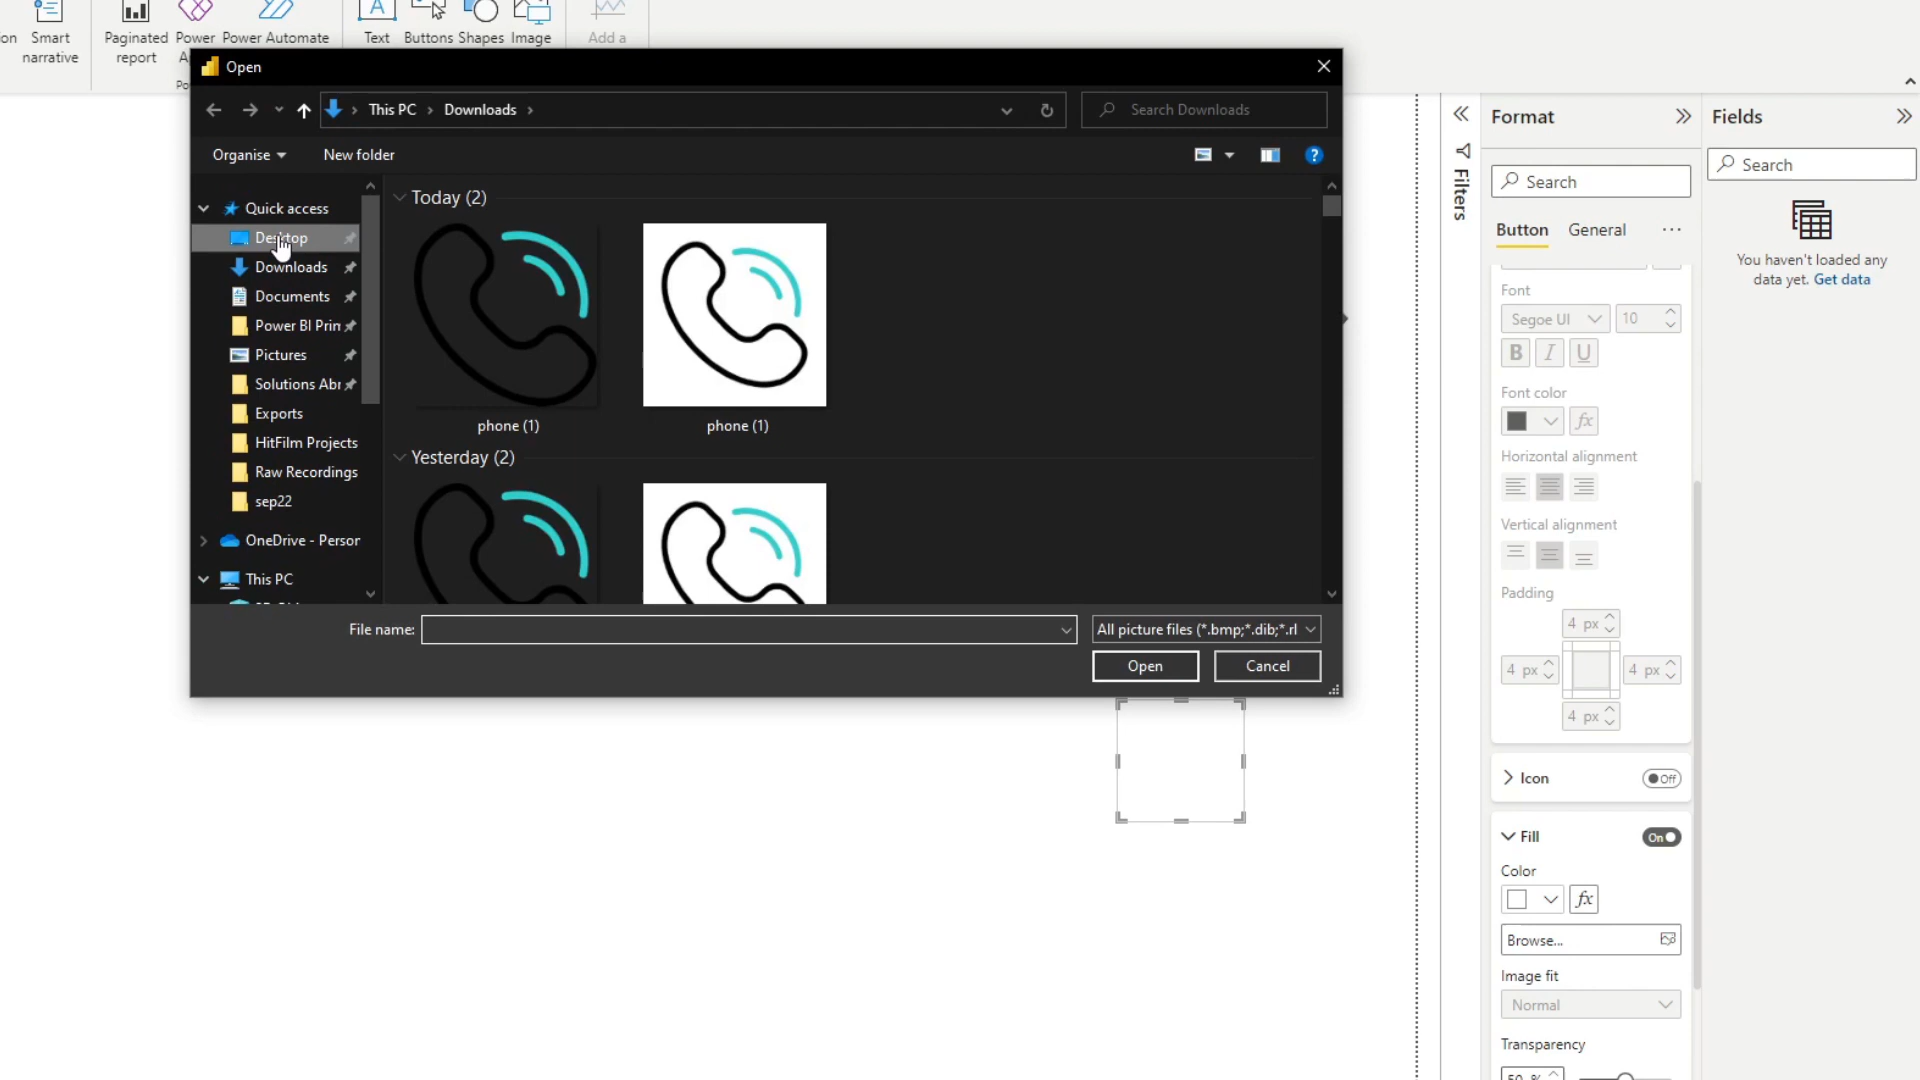 on Smart narrative
Paginated report
Power
Power Automate
Text
Buttons
Shapes
Image
Add a
Open
This PC
Downloads
Search Downloads
Organise
New folder
Quick access
Desktop
Downloads
Documents
Power BI Prin
Pictures
Solutions Abr
Exports
HitFilm Projects
Raw Recordings
sep22
OneDrive - Person
This PC
Today (2)
phone (1)
phone (1)
Yesterday (2)
File name:
All picture files (*.bmp;*.dib;*.rl
Open
Cancel
Filters
Format
Search
Button
General
Font
Segoe UI
10
B I U
Font color
fx
Horizontal alignment
Vertical alignment
Padding
4 px
4 px
4 px
4 px
Icon
Off
Fill
On
Color
fx
Browse...
Image fit
Normal
Transparency
50 %
Fields
Search
You haven't loaded any
data yet. Get data